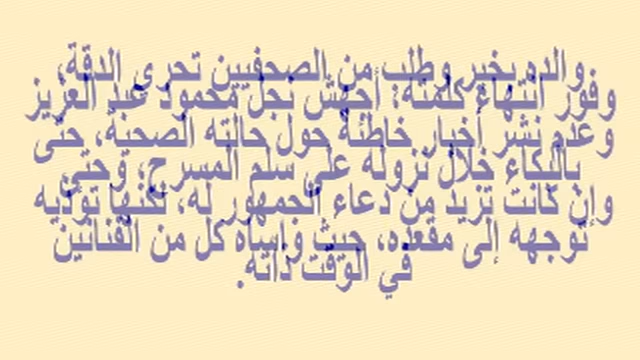 والده بخير وطلب من الصحفيين تحري الدقة،
وفور انتهاء كلمته، أجهش نجل محمود عبد العزيز
وعدم نشر أخبار خاطئة حول حالته الصحية، حتى
بالبكاء خلال نزوله على سلم المسرح، وحتى
وإن كانت تزيد من دعاء الجمهور له، لكنها تؤذيه
توجهه إلى مقعده، حيث واساه كل من الفنانين
في الوقت ذاته.